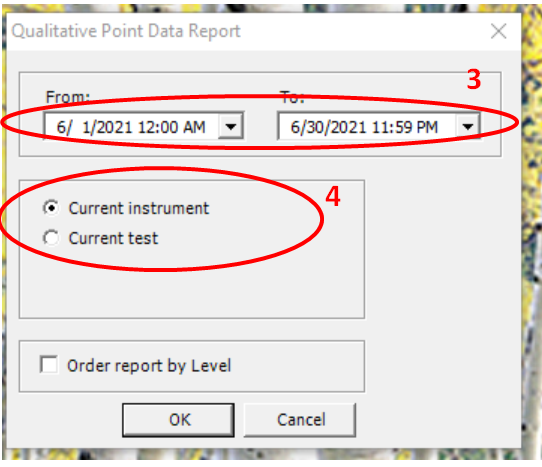 Qualitative Point Data Report
3
From: To:
6/ 1/2021 12:00 AM 6/30/2021 11:59 PM
4
Current instrument
Current test
Order report by Level
OK Cancel